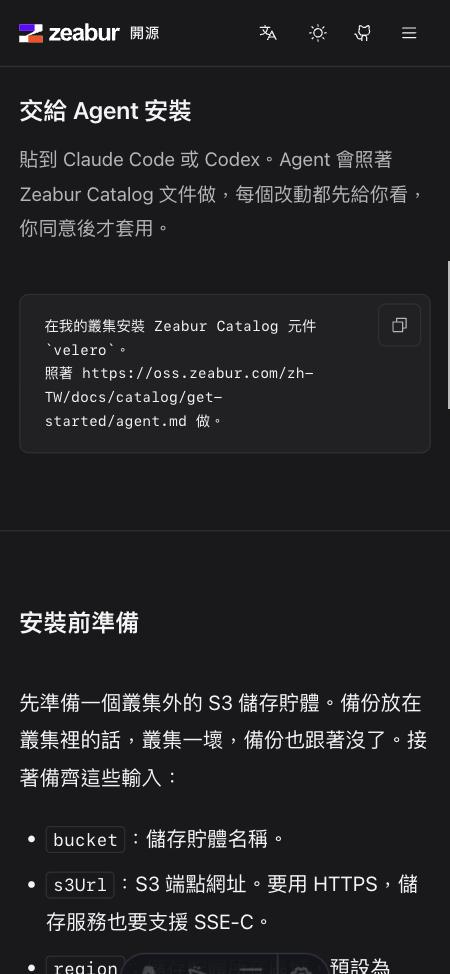 zeabur 開源
交給 Agent 安裝
貼到 Claude Code 或 Codex。Agent 會照著
Zeabur Catalog 文件做,每個改動都先給你看,
你同意後才套用。
在我的叢集安裝 Zeabur Catalog 元件
`velero`。
照著 https://oss.zeabur.com/zh-
TW/docs/catalog/get-
started/agent.md 做。
安裝前準備
先準備一個叢集外的 S3 儲存貯體。備份放在
叢集裡的話,叢集一壞,備份也跟著沒了。接
著備齊這些輸入:
• bucket:儲存貯體名稱。
• s3Url:S3 端點網址。要用 HTTPS,儲
存服務也要支援 SSE-C。
• region 預設為